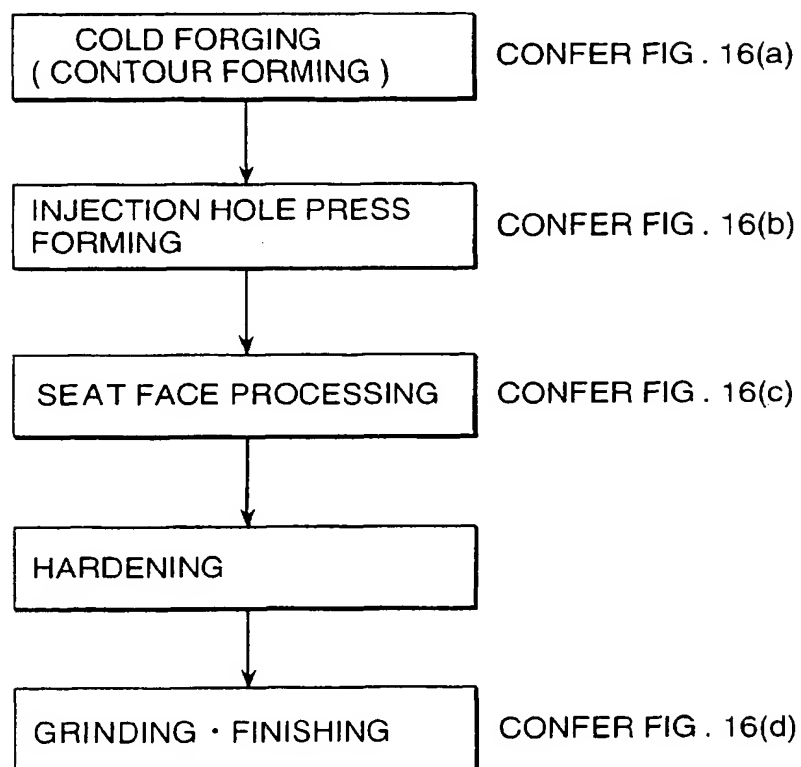 COLD FORGING
( CONTOUR FORMING )
CONFER FIG . 16(a)
INJECTION HOLE PRESS
FORMING
CONFER FIG . 16(b)
SEAT FACE PROCESSING
CONFER FIG . 16(c)
HARDENING
GRINDING · FINISHING
CONFER FIG . 16(d)